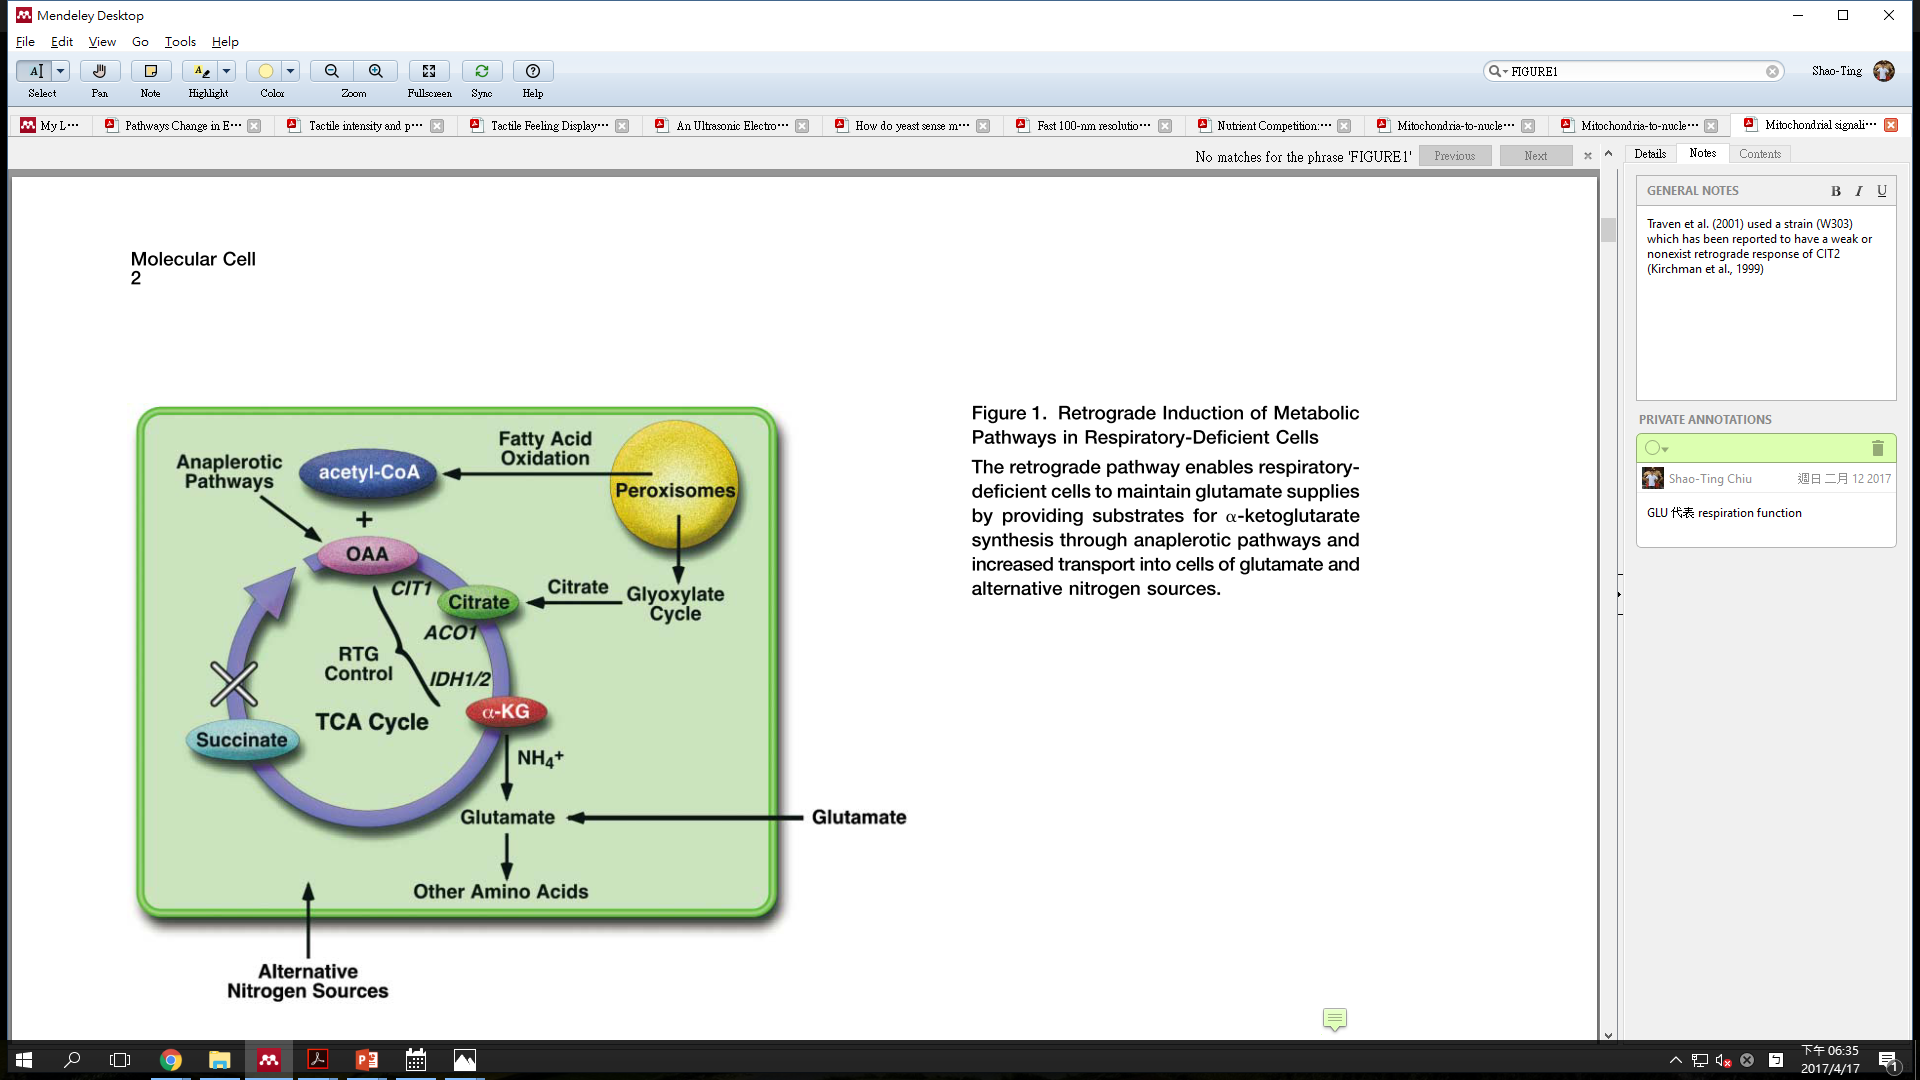 Mendeley Desktop
File Edit View Go Tools Help
Select Pan Note Highlight Color Zoom Fullscreen Sync Help
FIGURE1
Shao-Ting
My L···
Pathways Change in E···
Tactile intensity and p···
Tactile Feeling Display···
An Ultrasonic Electro···
How do yeast sense m···
Fast 100-nm resolutio···
Nutrient Competition:···
Mitochondria-to-nucle···
Mitochondria-to-nucle···
Mitochondrial signali···
No matches for the phrase 'FIGURE1' Previous Next
Details Notes Contents
GENERAL NOTES B I U
Traven et al. (2001) used a strain (W303)
which has been reported to have a weak or
nonexist retrograde response of CIT2
(Kirchman et al., 1999)
PRIVATE ANNOTATIONS
Shao-Ting Chiu 週日 二月 12 2017
GLU 代表 respiration function
Molecular Cell
2
Anaplerotic
Pathways
acetyl-CoA
+
Fatty Acid
Oxidation
Peroxisomes
OAA
CIT1
Citrate
Citrate
Glyoxylate
Cycle
ACO1
RTG
Control
IDH1/2
TCA Cycle
α-KG
Succinate
NH4+
Glutamate
Glutamate
Other Amino Acids
Alternative
Nitrogen Sources
Figure 1. Retrograde Induction of Metabolic
Pathways in Respiratory-Deficient Cells
The retrograde pathway enables respiratory-
deficient cells to maintain glutamate supplies
by providing substrates for α-ketoglutarate
synthesis through anaplerotic pathways and
increased transport into cells of glutamate and
alternative nitrogen sources.
下午 06:35
2017/4/17
1